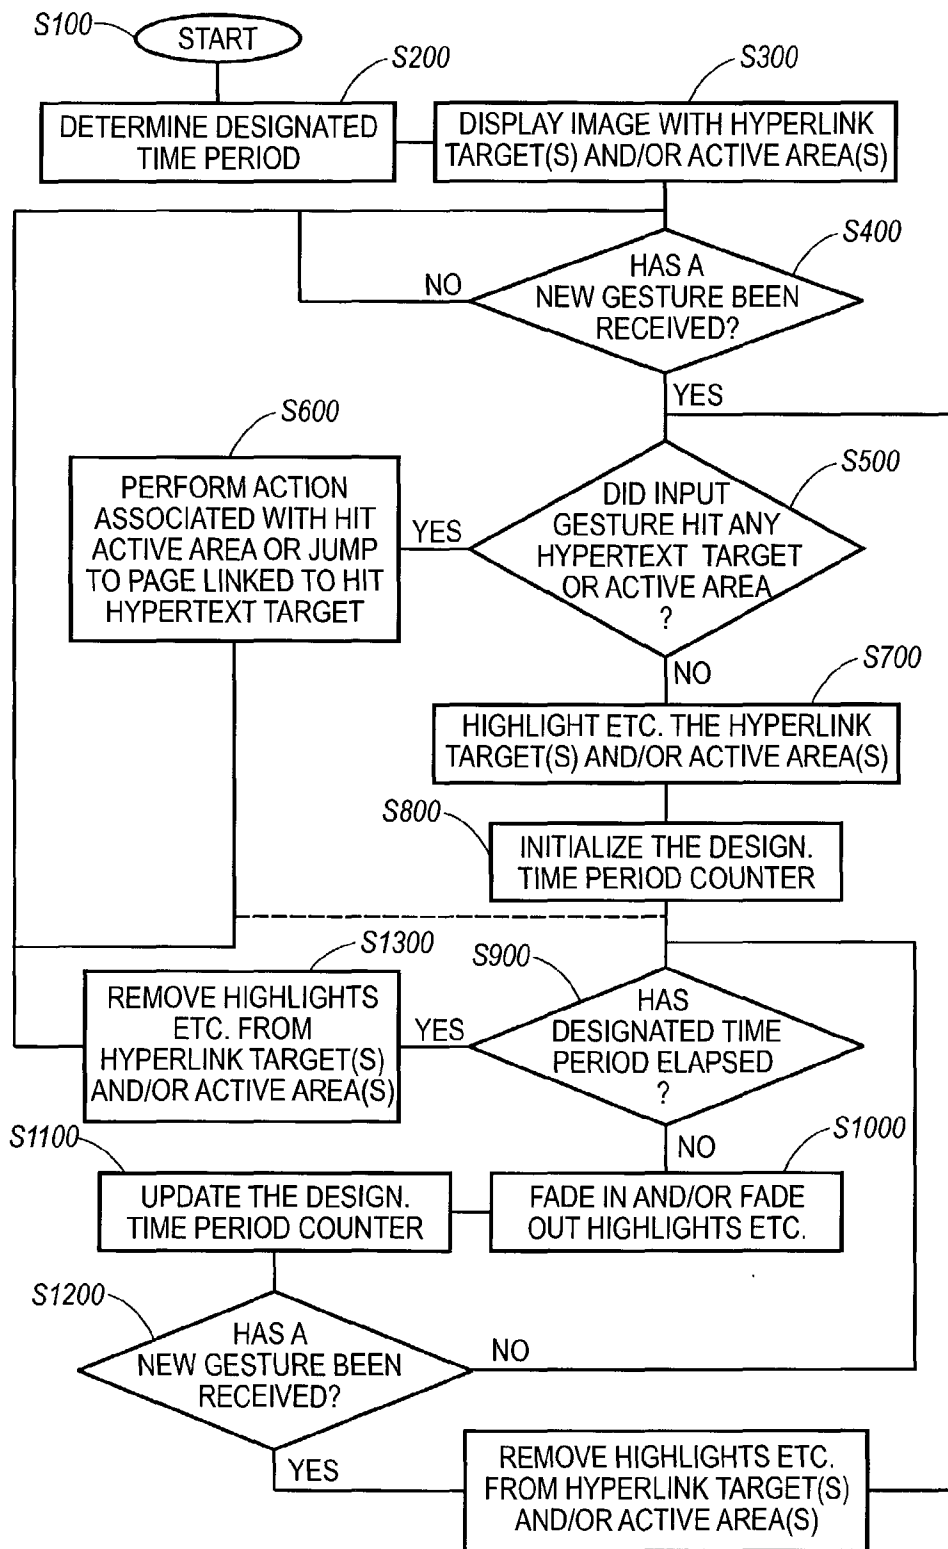 S100
START
S200
DETERMINE DESIGNATED
TIME PERIOD
S300
DISPLAY IMAGE WITH HYPERLINK
TARGET(S) AND/OR ACTIVE AREA(S)
S400
HAS A
NEW GESTURE BEEN
RECEIVED?
NO
YES
S500
DID INPUT
GESTURE HIT ANY
HYPERTEXT TARGET
OR ACTIVE AREA
?
YES
S600
PERFORM ACTION
ASSOCIATED WITH HIT
ACTIVE AREA OR JUMP
TO PAGE LINKED TO HIT
HYPERTEXT TARGET
NO
S700
HIGHLIGHT ETC. THE HYPERLINK
TARGET(S) AND/OR ACTIVE AREA(S)
S800
INITIALIZE THE DESIGN.
TIME PERIOD COUNTER
S900
HAS
DESIGNATED TIME
PERIOD ELAPSED
?
YES
S1300
REMOVE HIGHLIGHTS
ETC. FROM
HYPERLINK TARGET(S)
AND/OR ACTIVE AREA(S)
NO
S1000
FADE IN AND/OR FADE
OUT HIGHLIGHTS ETC.
S1100
UPDATE THE DESIGN.
TIME PERIOD COUNTER
S1200
HAS A
NEW GESTURE BEEN
RECEIVED?
NO
YES
REMOVE HIGHLIGHTS ETC.
FROM HYPERLINK TARGET(S)
AND/OR ACTIVE AREA(S)